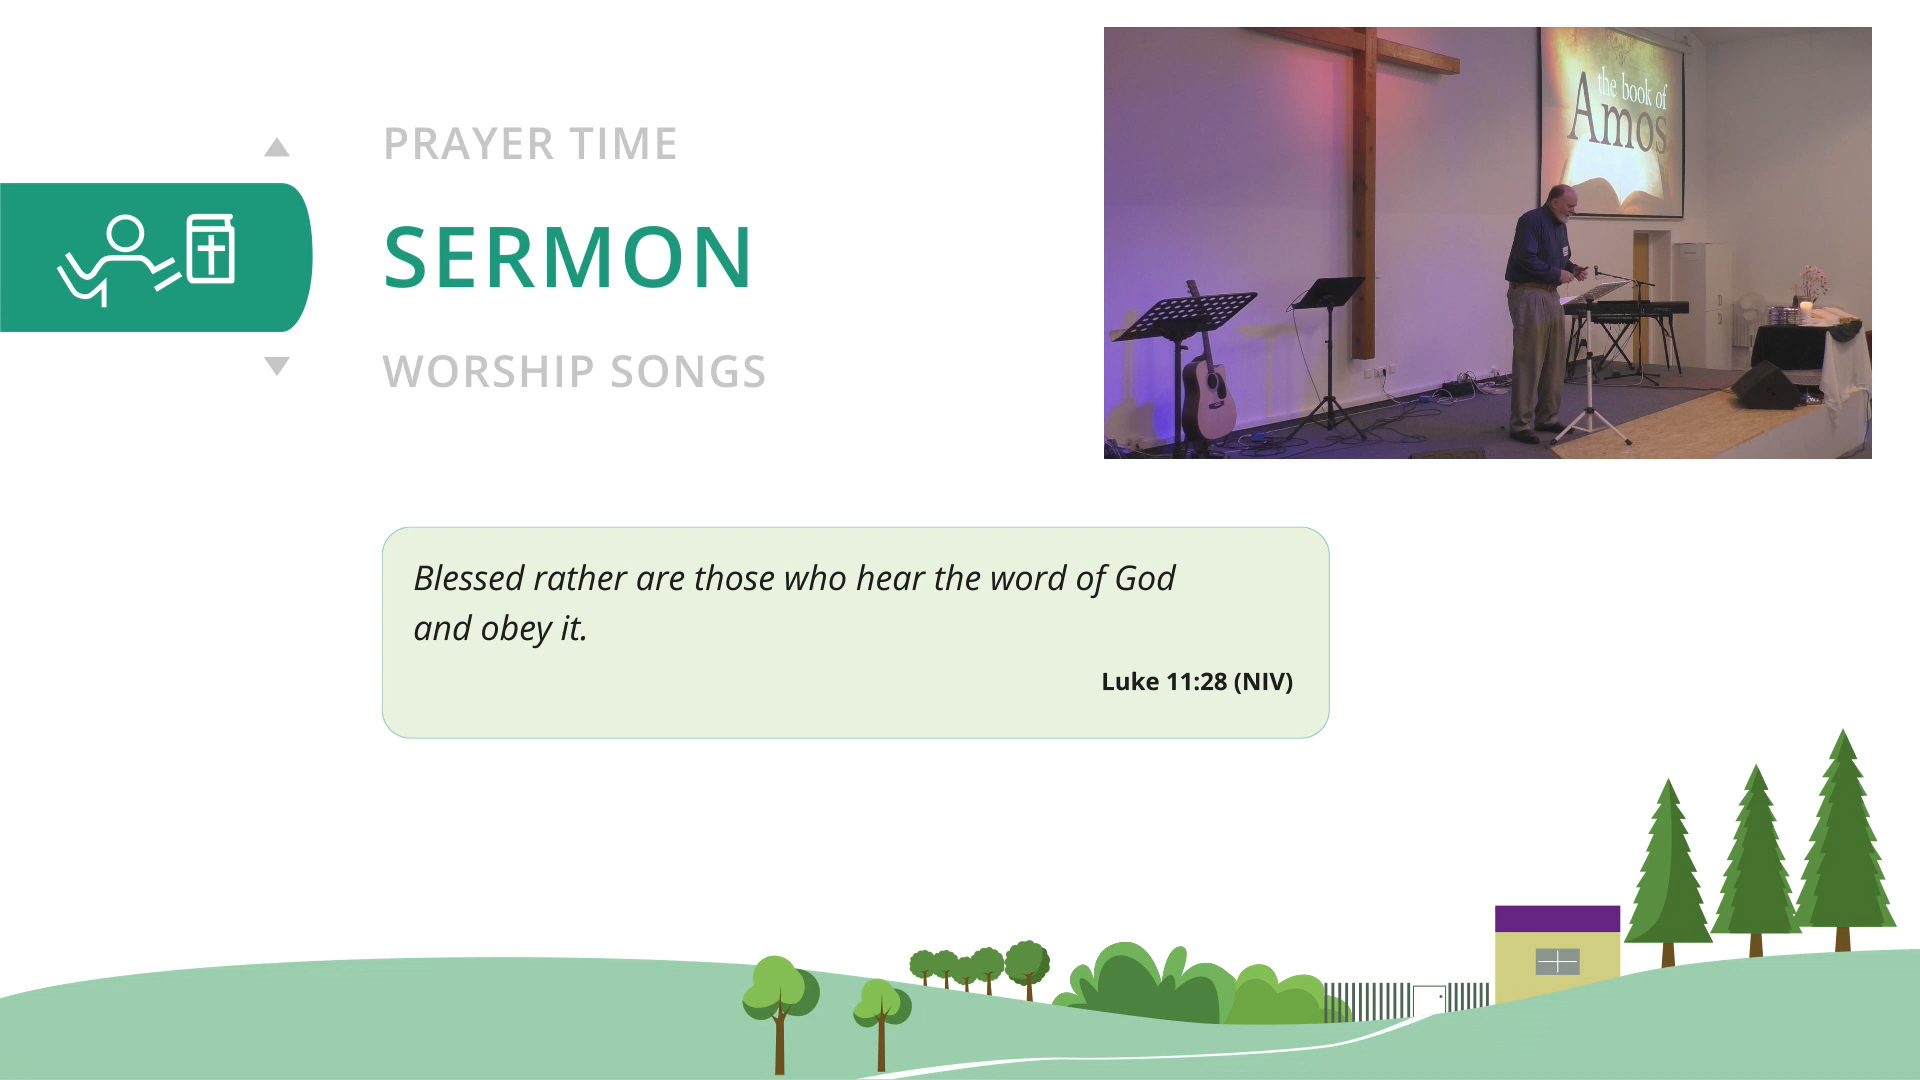 PRAYER TIME
SERMON
WORSHIP SONGS
the book of
Amos
Blessed rather are those who hear the word of God
and obey it.
Luke 11:28 (NIV)